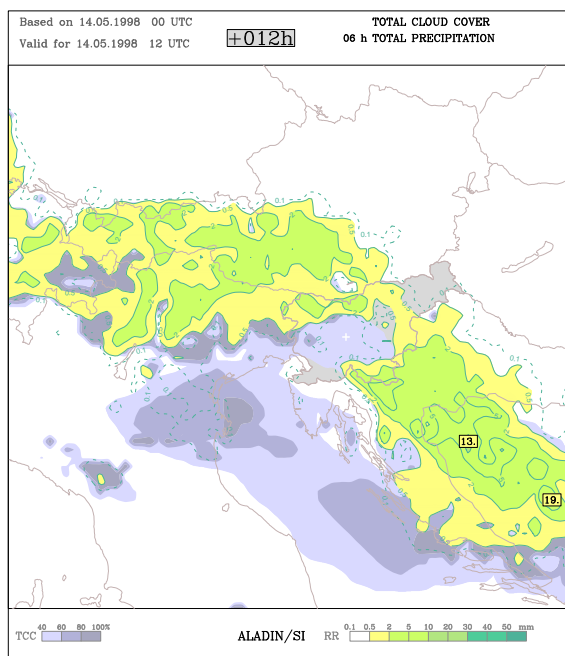 Based on 14.05.1998 00 UTC
Valid for 14.05.1998 12 UTC
+012h
TOTAL CLOUD COVER
06 h TOTAL PRECIPITATION
13.
19.
TCC 40 60 80 100%
ALADIN/SI
RR 0.1 0.5 2 5 10 20 30 40 50 mm